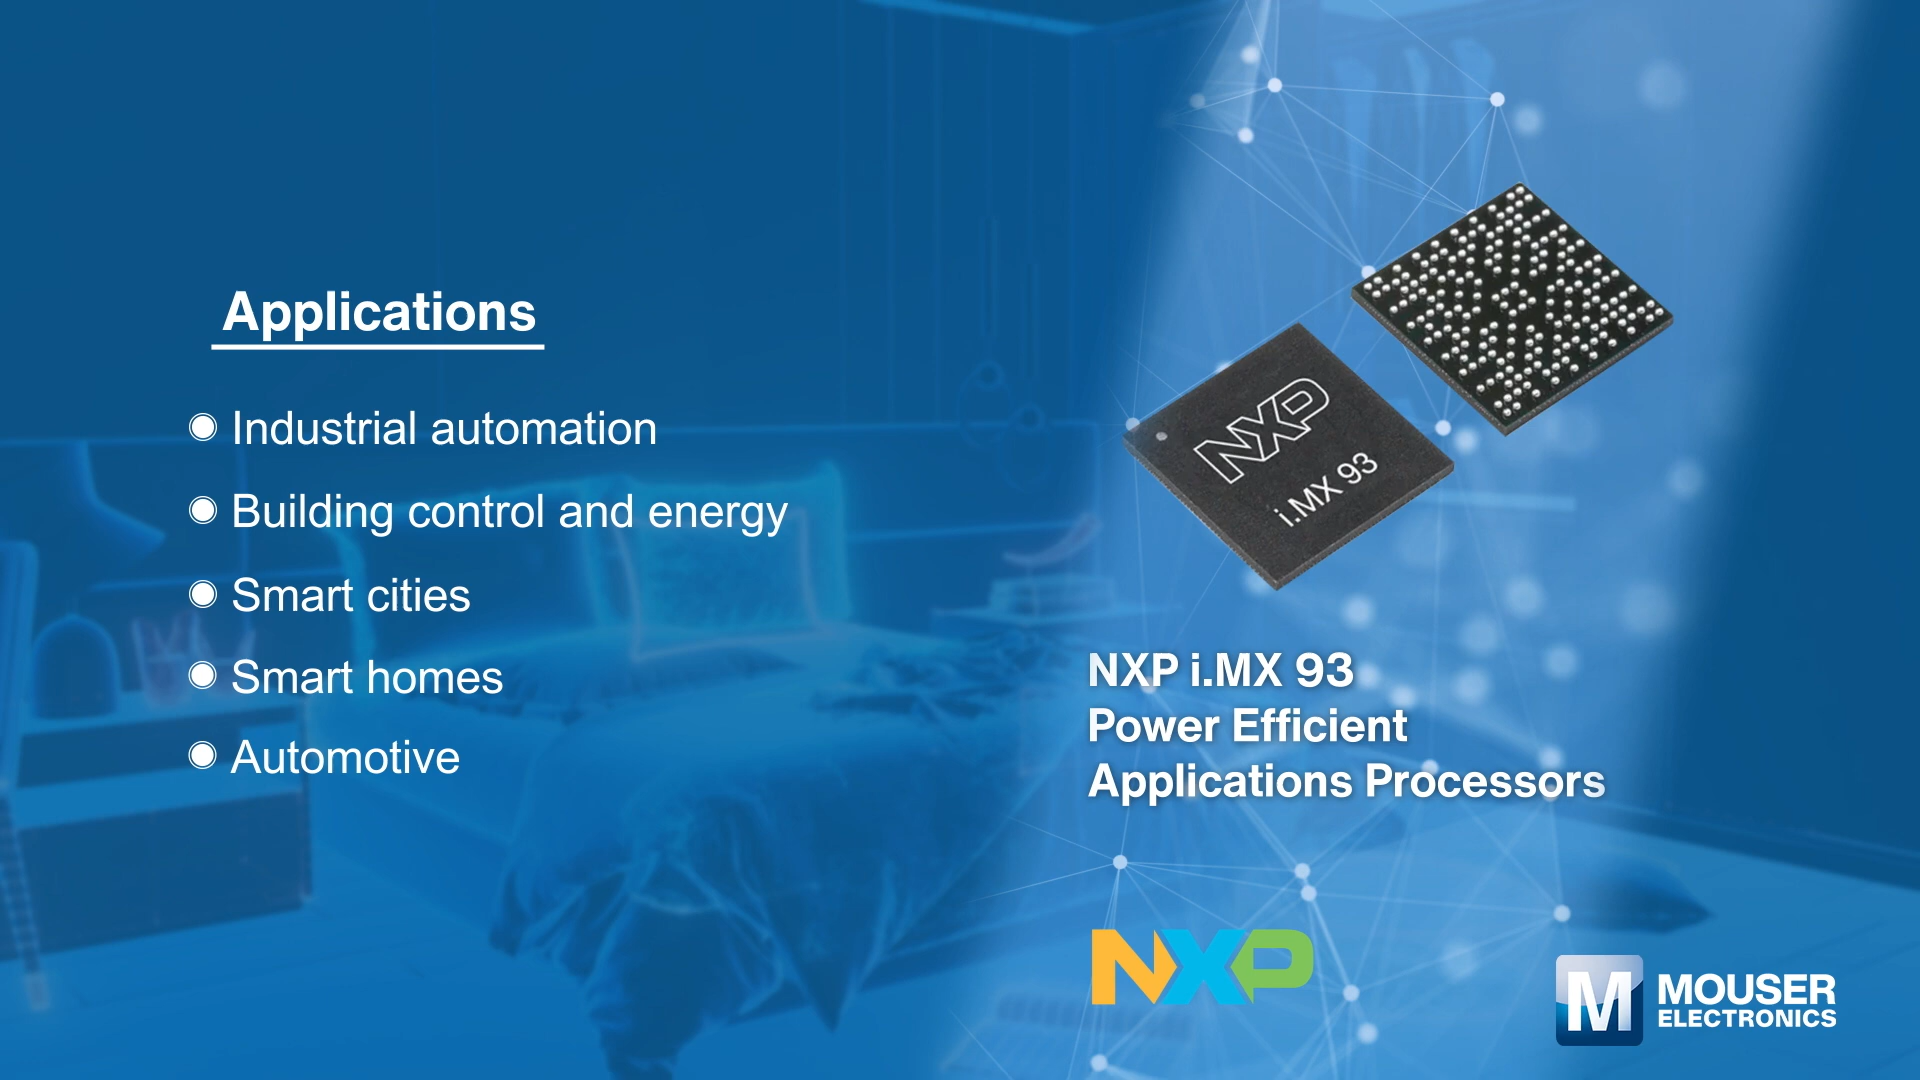 Applications
Industrial automation
Building control and energy
Smart cities
Smart homes
Automotive
NXP
i.MX 93
NXP i.MX 93
Power Efficient
Applications Processors
NXP
M
MOUSER
ELECTRONICS